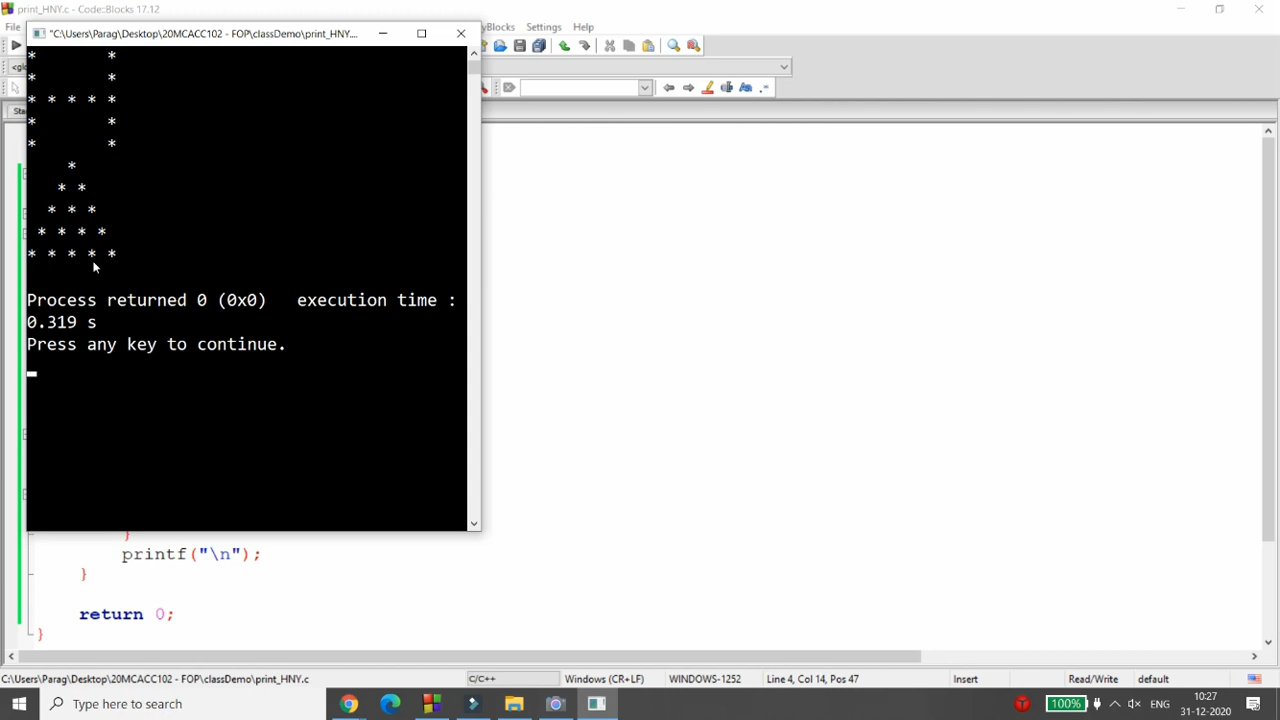 print_HNY.c - Code::Blocks 17.12
File
yBlocks Settings Help
"C:\Users\Parag\Desktop\20MCACC102 - FOP\classDemo\print_HNY....
*       *
*       *
* * * * *
*       *
*       *
    *
   * *
  * * *
 * * * *
* * * * *
Process returned 0 (0x0)   execution time :
0.319 s
Press any key to continue.
<glo
Sta
}
printf("\n");
}
return 0;
}
C:\Users\Parag\Desktop\20MCACC102 - FOP\classDemo\print_HNY.c C/C++ Windows (CR+LF) WINDOWS-1252 Line 4, Col 14, Pos 47 Insert Read/Write default
Type here to search
100% ENG 10:27
31-12-2020